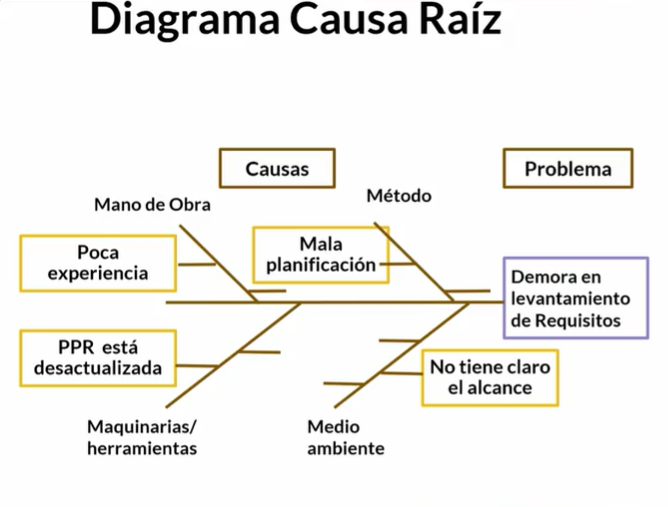 Diagrama Causa Raíz
Causas
Problema
Mano de Obra
Método
Poca
experiencia
Mala
planificación
Demora en
levantamiento
de Requisitos
PPR está
desactualizada
No tiene claro
el alcance
Maquinarias/
herramientas
Medio
ambiente